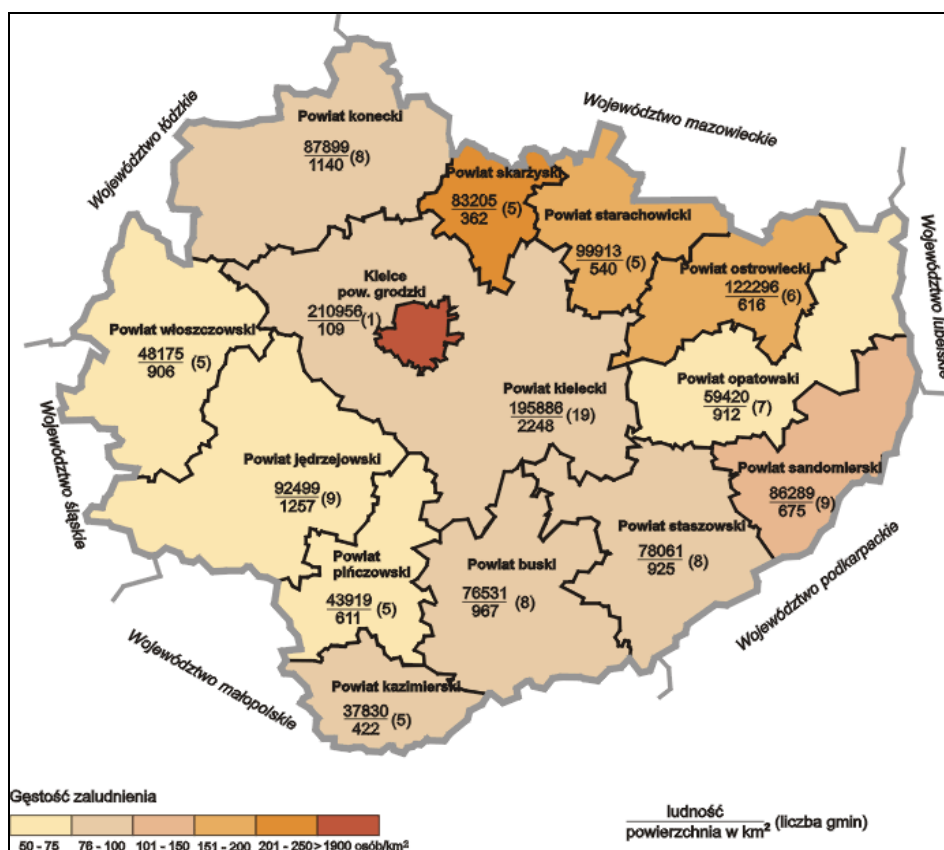 Województwo łódzkie
Województwo mazowieckie
Województwo lubelskie
Województwo śląskie
Województwo małopolskie
Województwo podkarpackie
Powiat konecki
87899
1140 (8)
Powiat skarżyski
83205
362 (5)
Powiat starachowicki
99913
540 (5)
Powiat ostrowiecki
122296
616 (6)
Kielce
pow. grodzki
210956
109 (1)
Powiat włoszczowski
48175
906 (5)
Powiat kielecki
195886
2248 (19)
Powiat opatowski
59420
912 (7)
Powiat jędrzejowski
92499
1257 (9)
Powiat sandomierski
86289
675 (9)
Powiat staszowski
78061
925 (8)
Powiat
pińczowski
43919
611 (5)
Powiat buski
76531
967 (8)
Powiat kazimierski
37830
422 (5)
Gęstość zaludnienia
50 - 75 76 - 100 101 - 150 151 - 200 201 - 250 > 1900 osób/km²
ludność
powierzchnia w km² (liczba gmin)